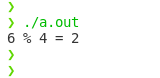 ❯
❯ ./a.out
6 % 4 = 2
❯
❯